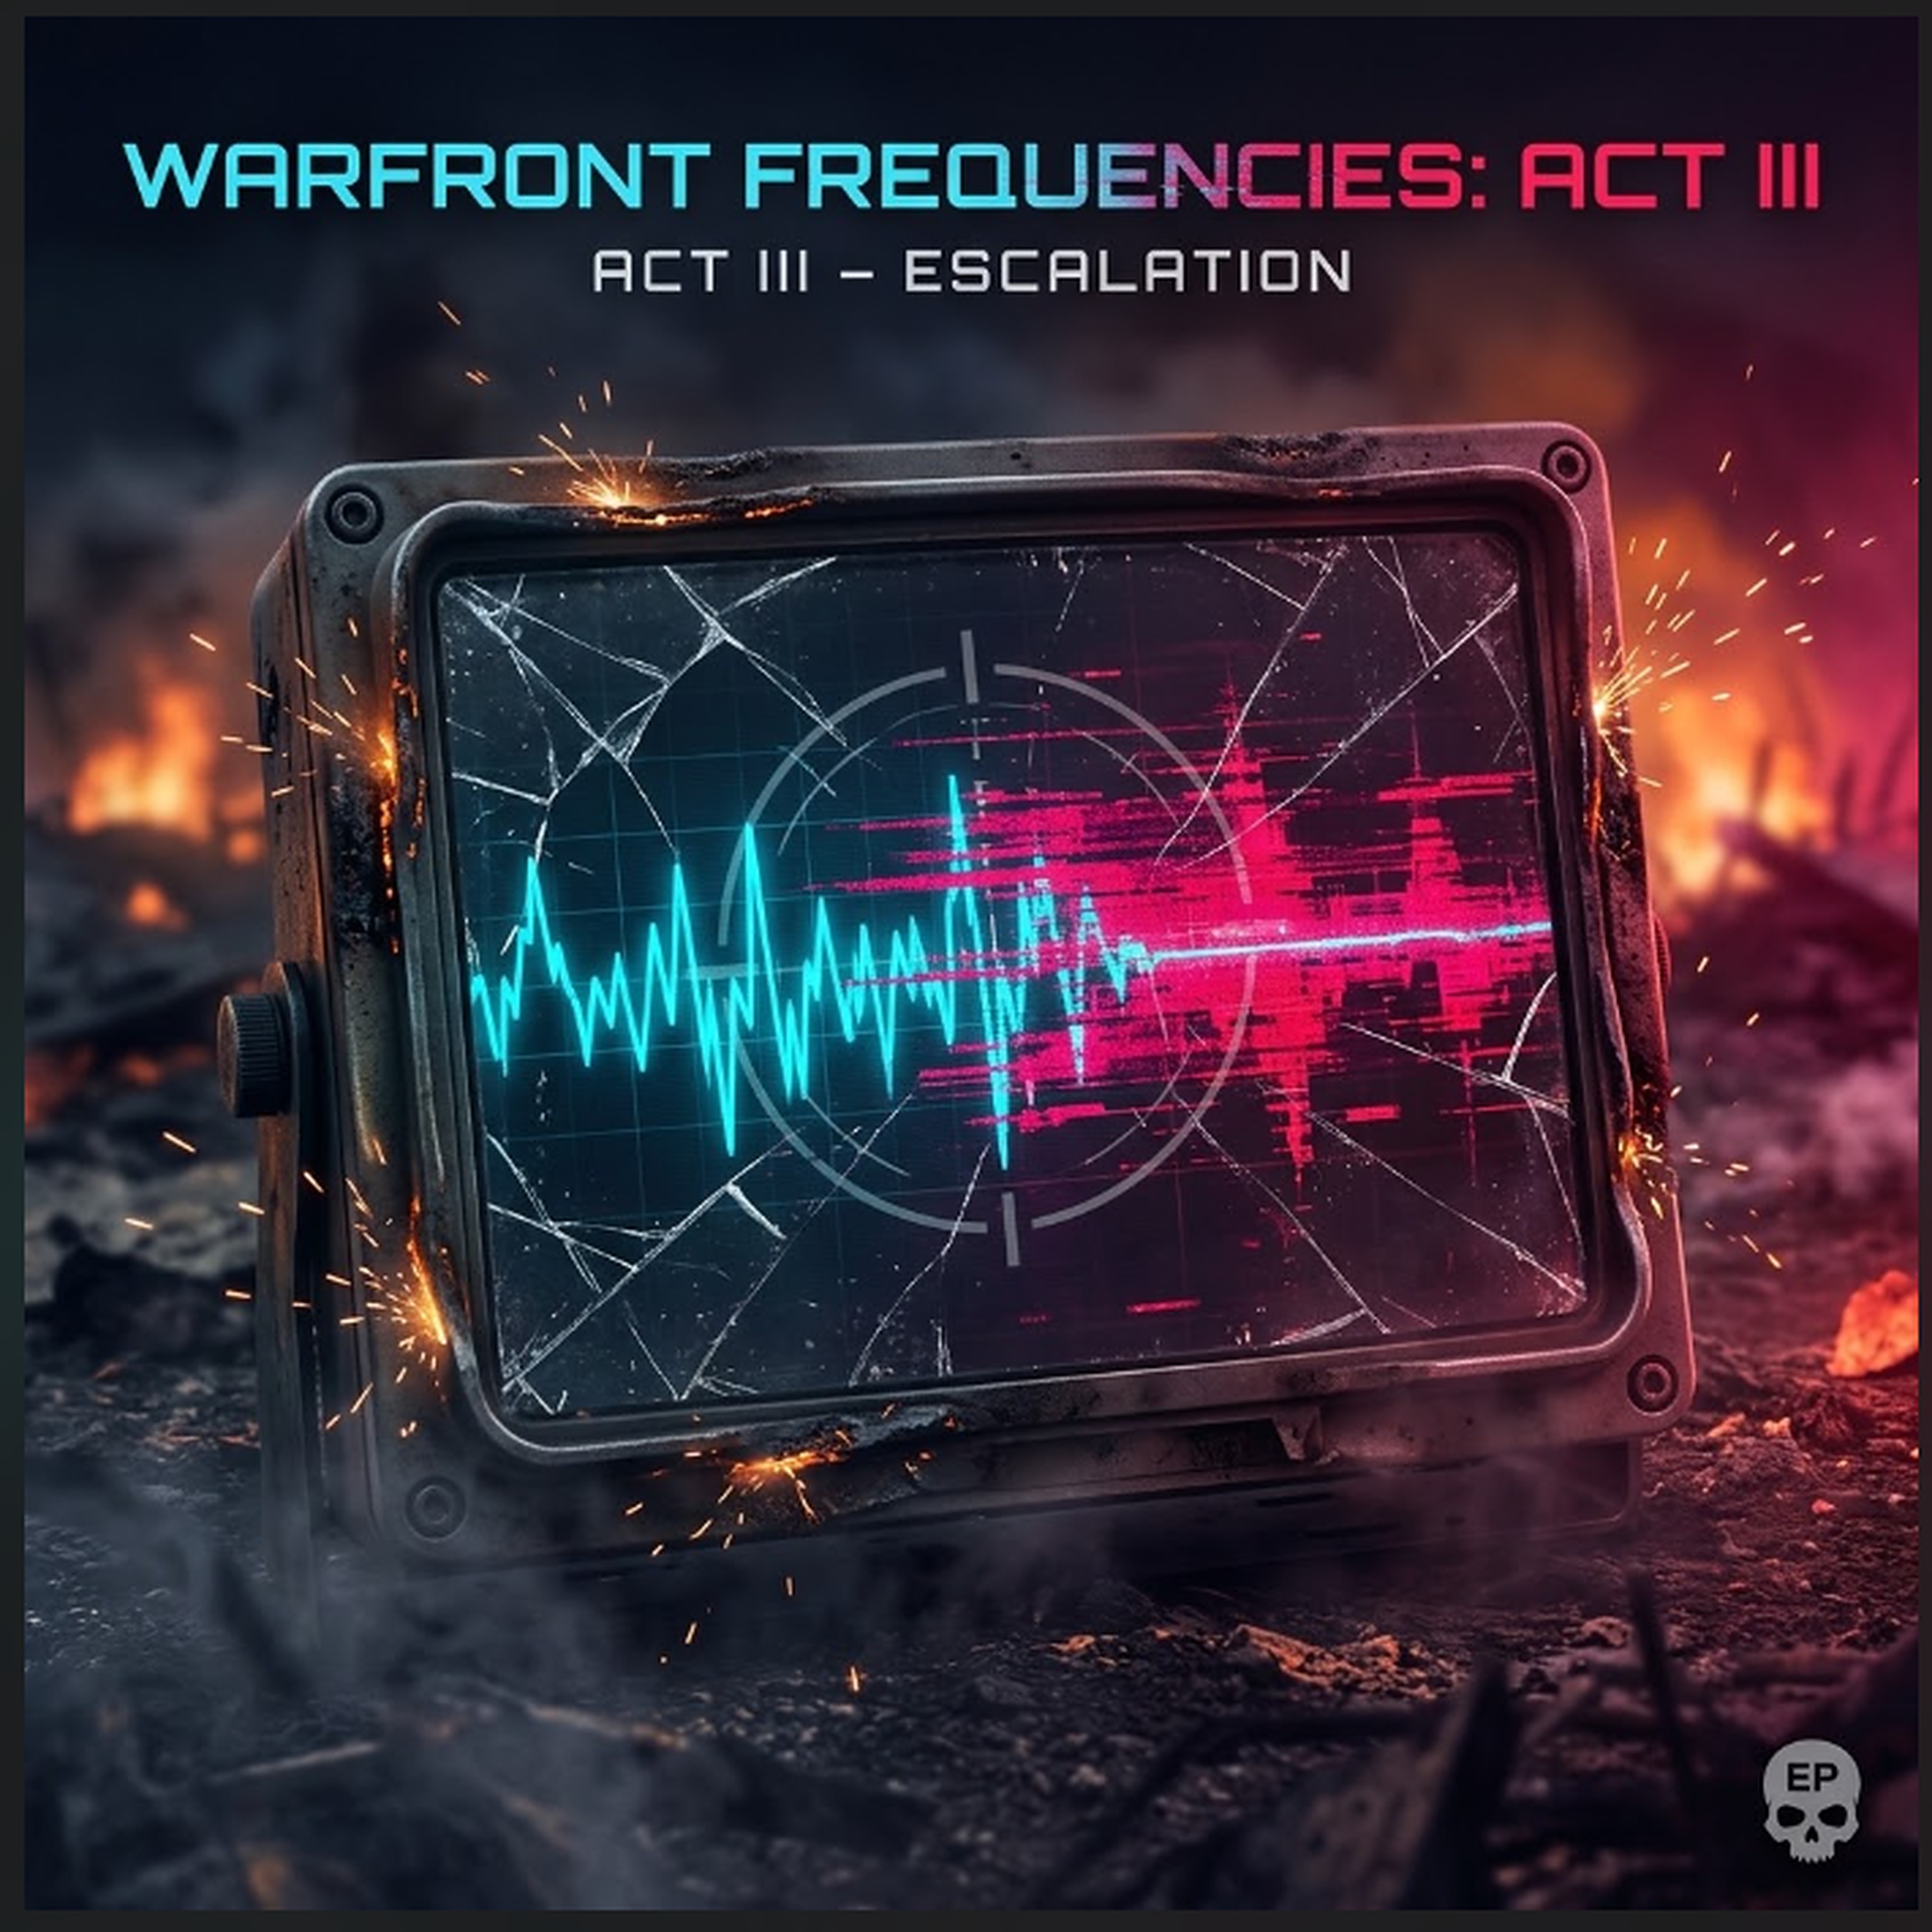 WARFRONT FREQUENCIES: ACT III
ACT III – ESCALATION
EP